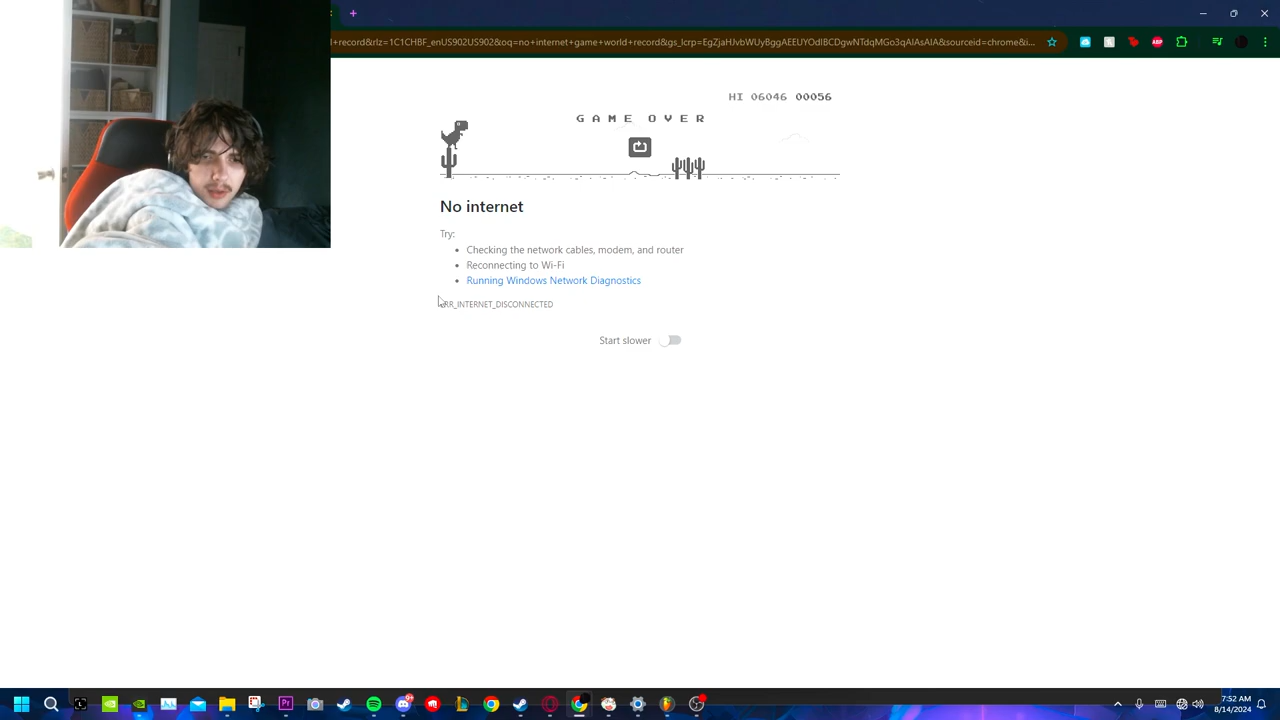 l+record&rlz=1C1CHBF_enUS902US902&oq=no+internet+game+world+record&gs_lcrp=EgZjaHJvbWUyBggAEEUYOdIBCDgwNTdqMGo3qAIAsAIA&sourceid=chrome&i...
HI 06046 00056
GAME OVER
No internet
Try:
Checking the network cables, modem, and router
Reconnecting to Wi-Fi
Running Windows Network Diagnostics
RR_INTERNET_DISCONNECTED
Start slower
7:52 AM
8/14/2024